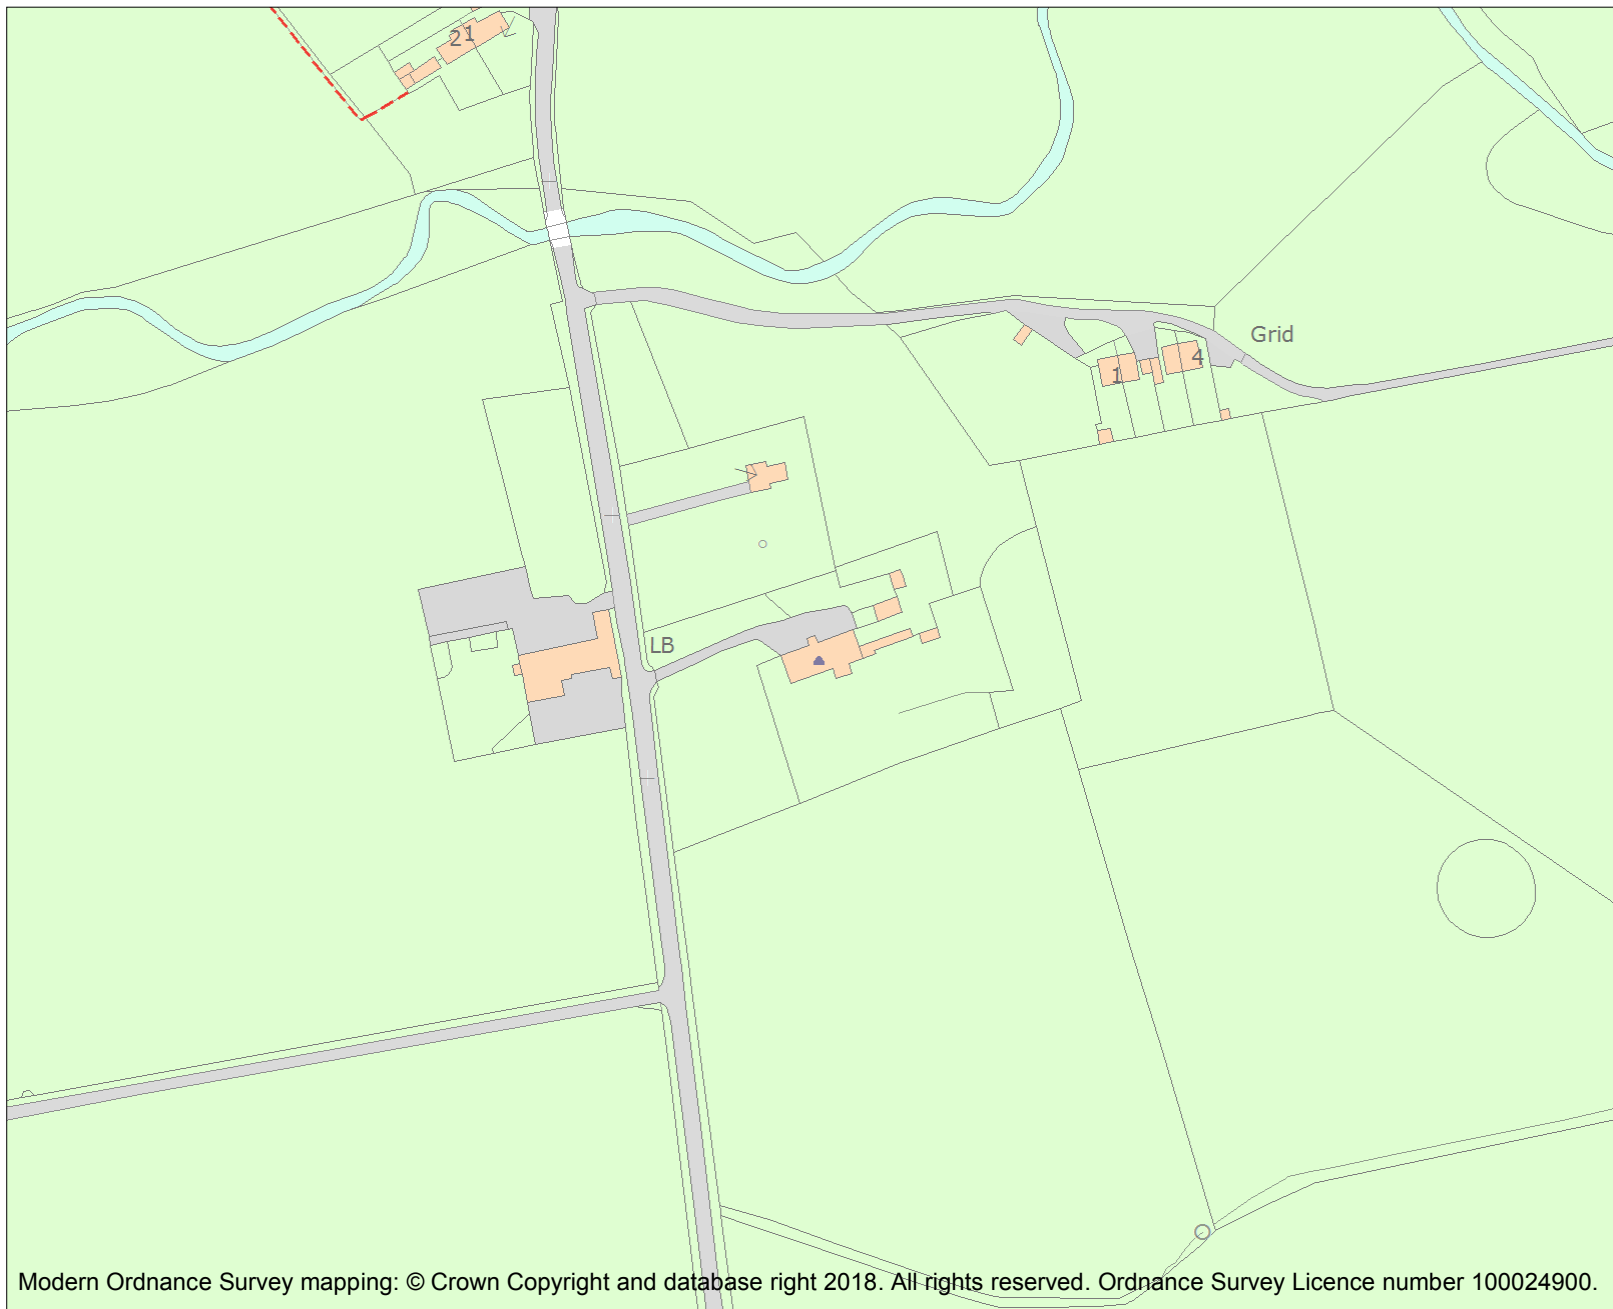 21
Grid
4
1
LB
Modern Ordnance Survey mapping: © Crown Copyright and database right 2018. All rights reserved. Ordnance Survey Licence number 100024900.